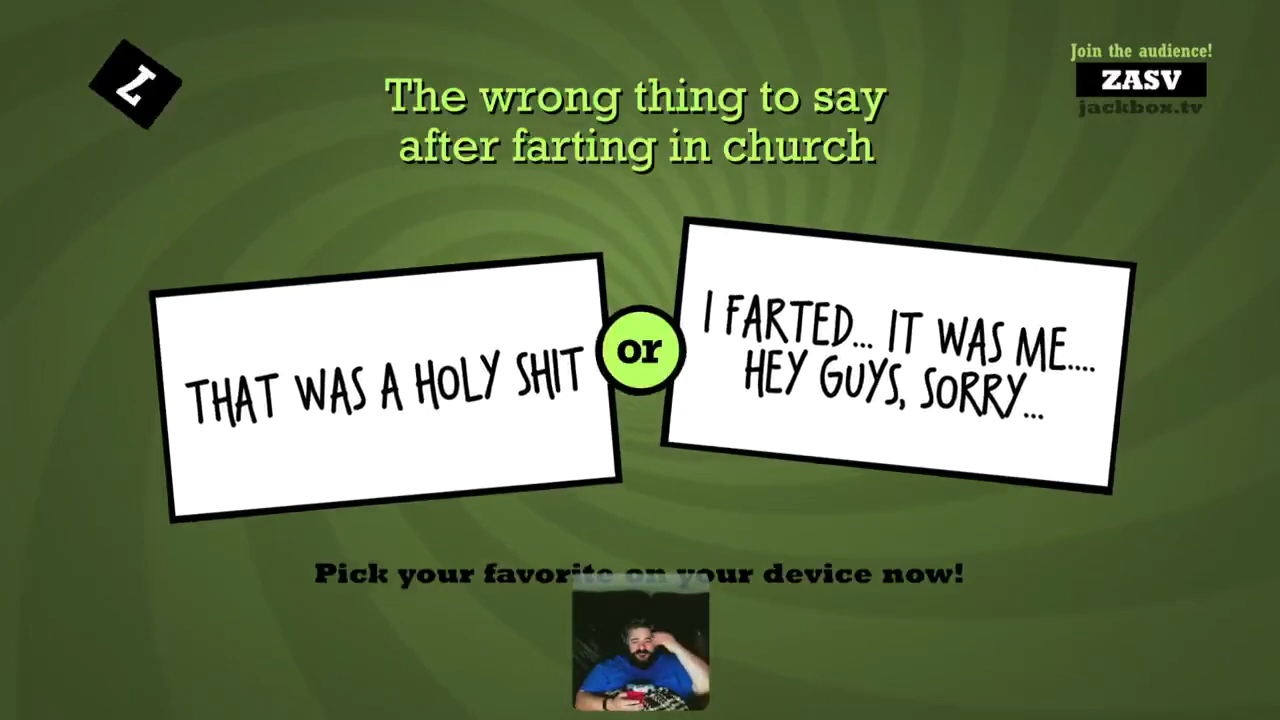 Z
Join the audience!
ZASV
jackbox.tv
The wrong thing to say
after farting in church
THAT WAS A HOLY SHIT
or
I FARTED... IT WAS ME....
HEY GUYS, SORRY...
Pick your favorite on your device now!